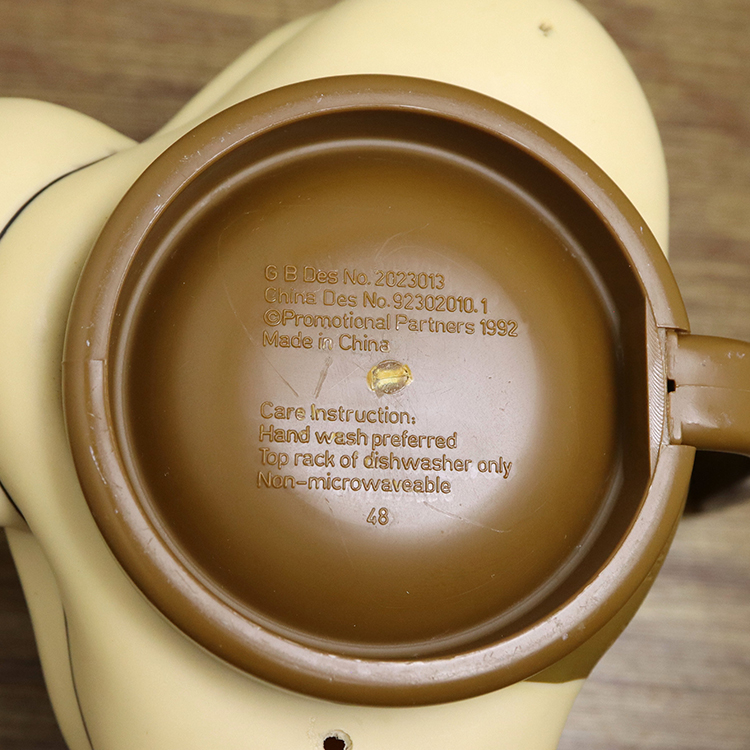 G B Des No. 2023013
China Des No. 92302010.1
©Promotional Partners 1992
Made in China
Care Instruction:
Hand wash preferred
Top rack of dishwasher only
Non-microwaveable
48